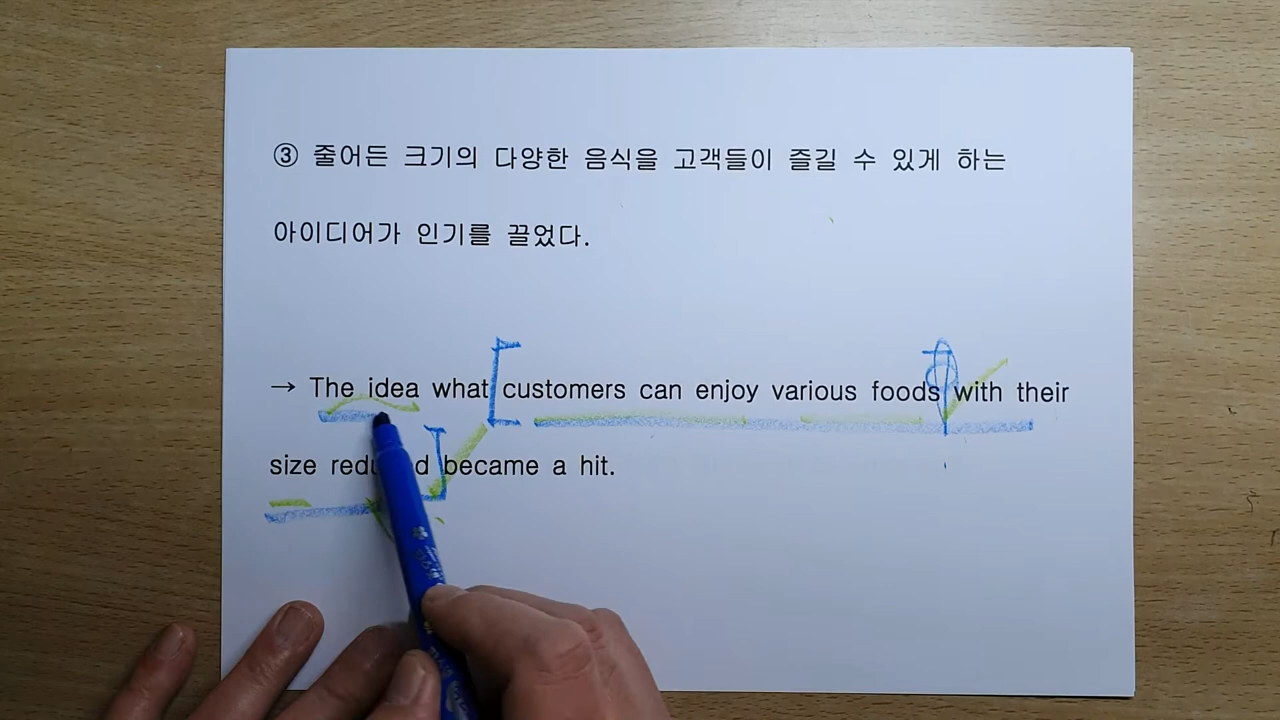 ③ 줄어든 크기의 다양한 음식을 고객들이 즐길 수 있게 하는
아이디어가 인기를 끌었다.
→ The idea what customers can enjoy various foods with their
size became a hit.